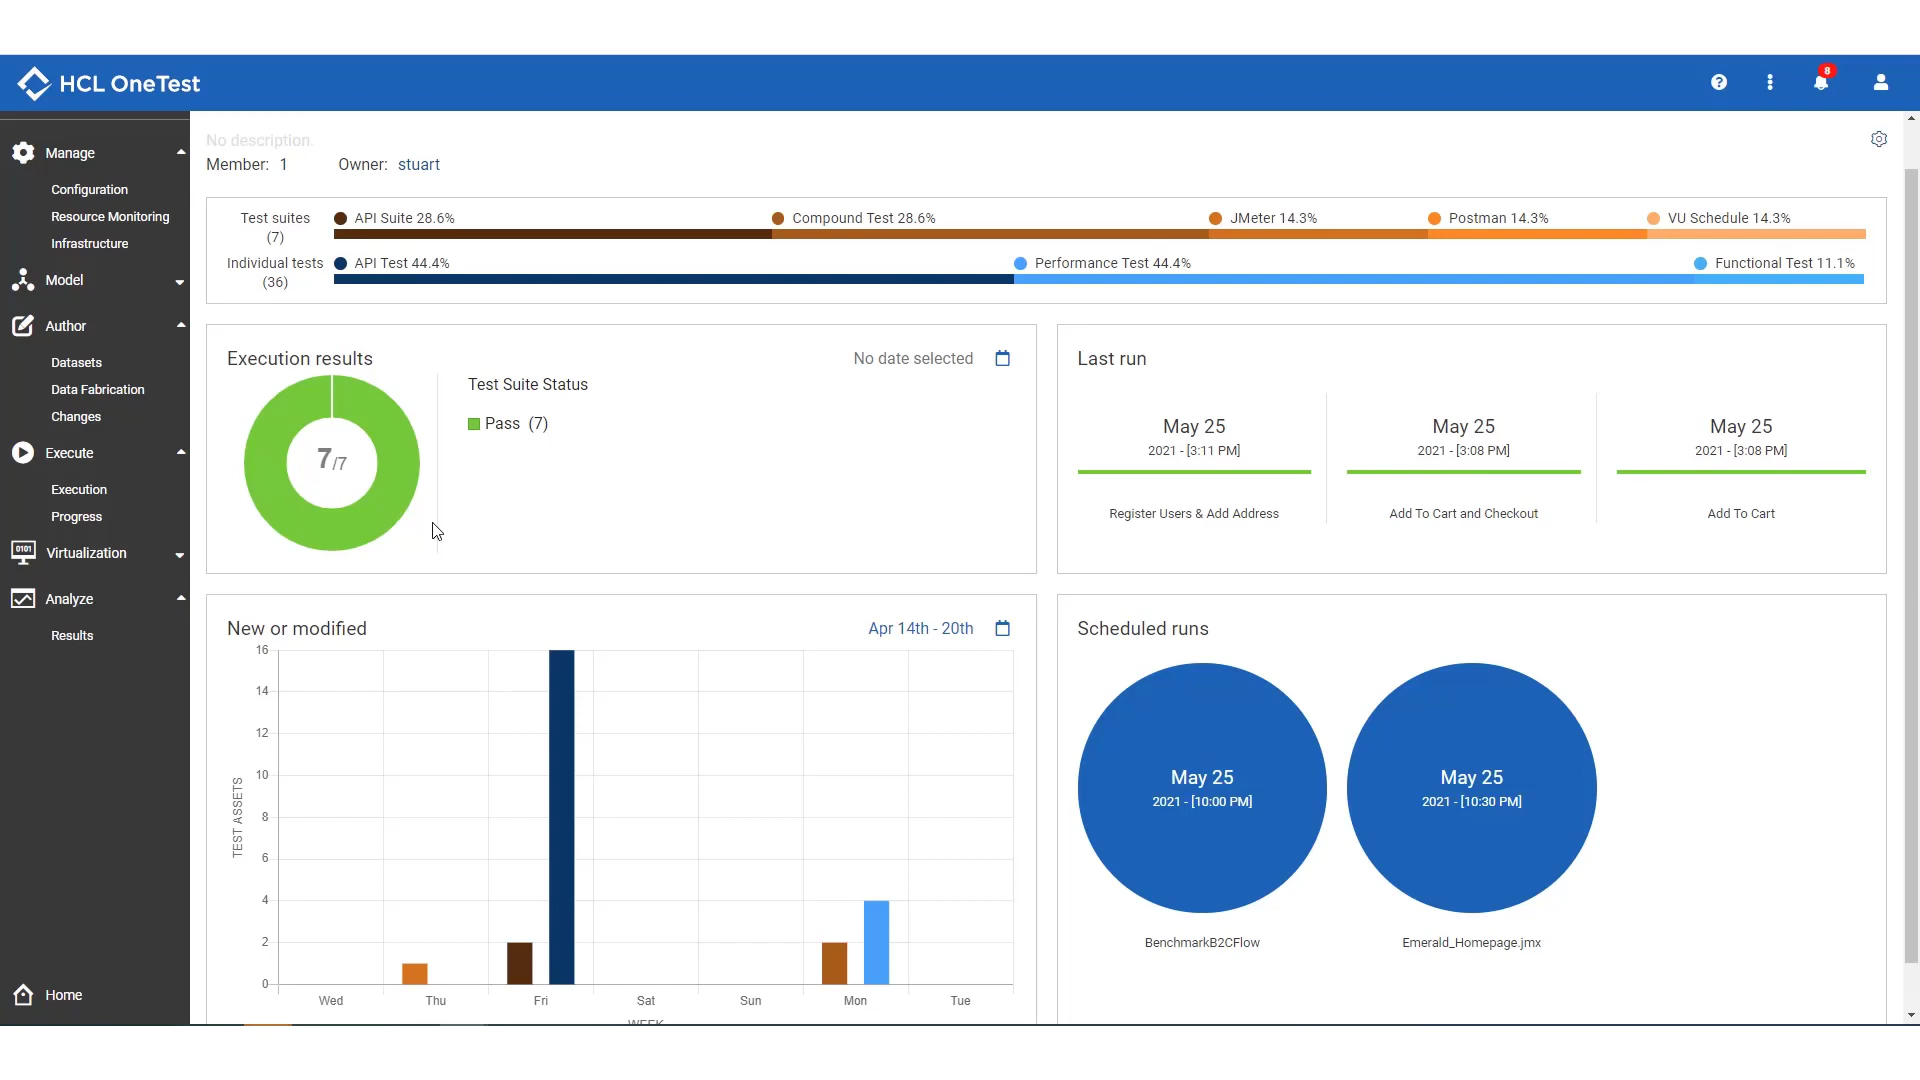 HCL OneTest
8
Manage
Configuration
Resource Monitoring
Infrastructure
Model
Author
Datasets
Data Fabrication
Changes
Execute
Execution
Progress
0101
Virtualization
Analyze
Results
Home
No description.
Member: 1 Owner: stuart
Test suites
(7)
API Suite 28.6% Compound Test 28.6% JMeter 14.3% Postman 14.3% VU Schedule 14.3%
Individual tests
(36)
API Test 44.4% Performance Test 44.4% Functional Test 11.1%
Execution results
No date selected
7/7
Test Suite Status
Pass (7)
Last run
May 25
2021 - [3:11 PM]
Register Users & Add Address
May 25
2021 - [3:08 PM]
Add To Cart and Checkout
May 25
2021 - [3:08 PM]
Add To Cart
New or modified
Apr 14th - 20th
TEST ASSETS
16
14
12
10
8
6
4
2
0
Wed Thu Fri Sat Sun Mon Tue
WEEK
Scheduled runs
May 25
2021 - [10:00 PM]
BenchmarkB2CFlow
May 25
2021 - [10:30 PM]
Emerald_Homepage.jmx